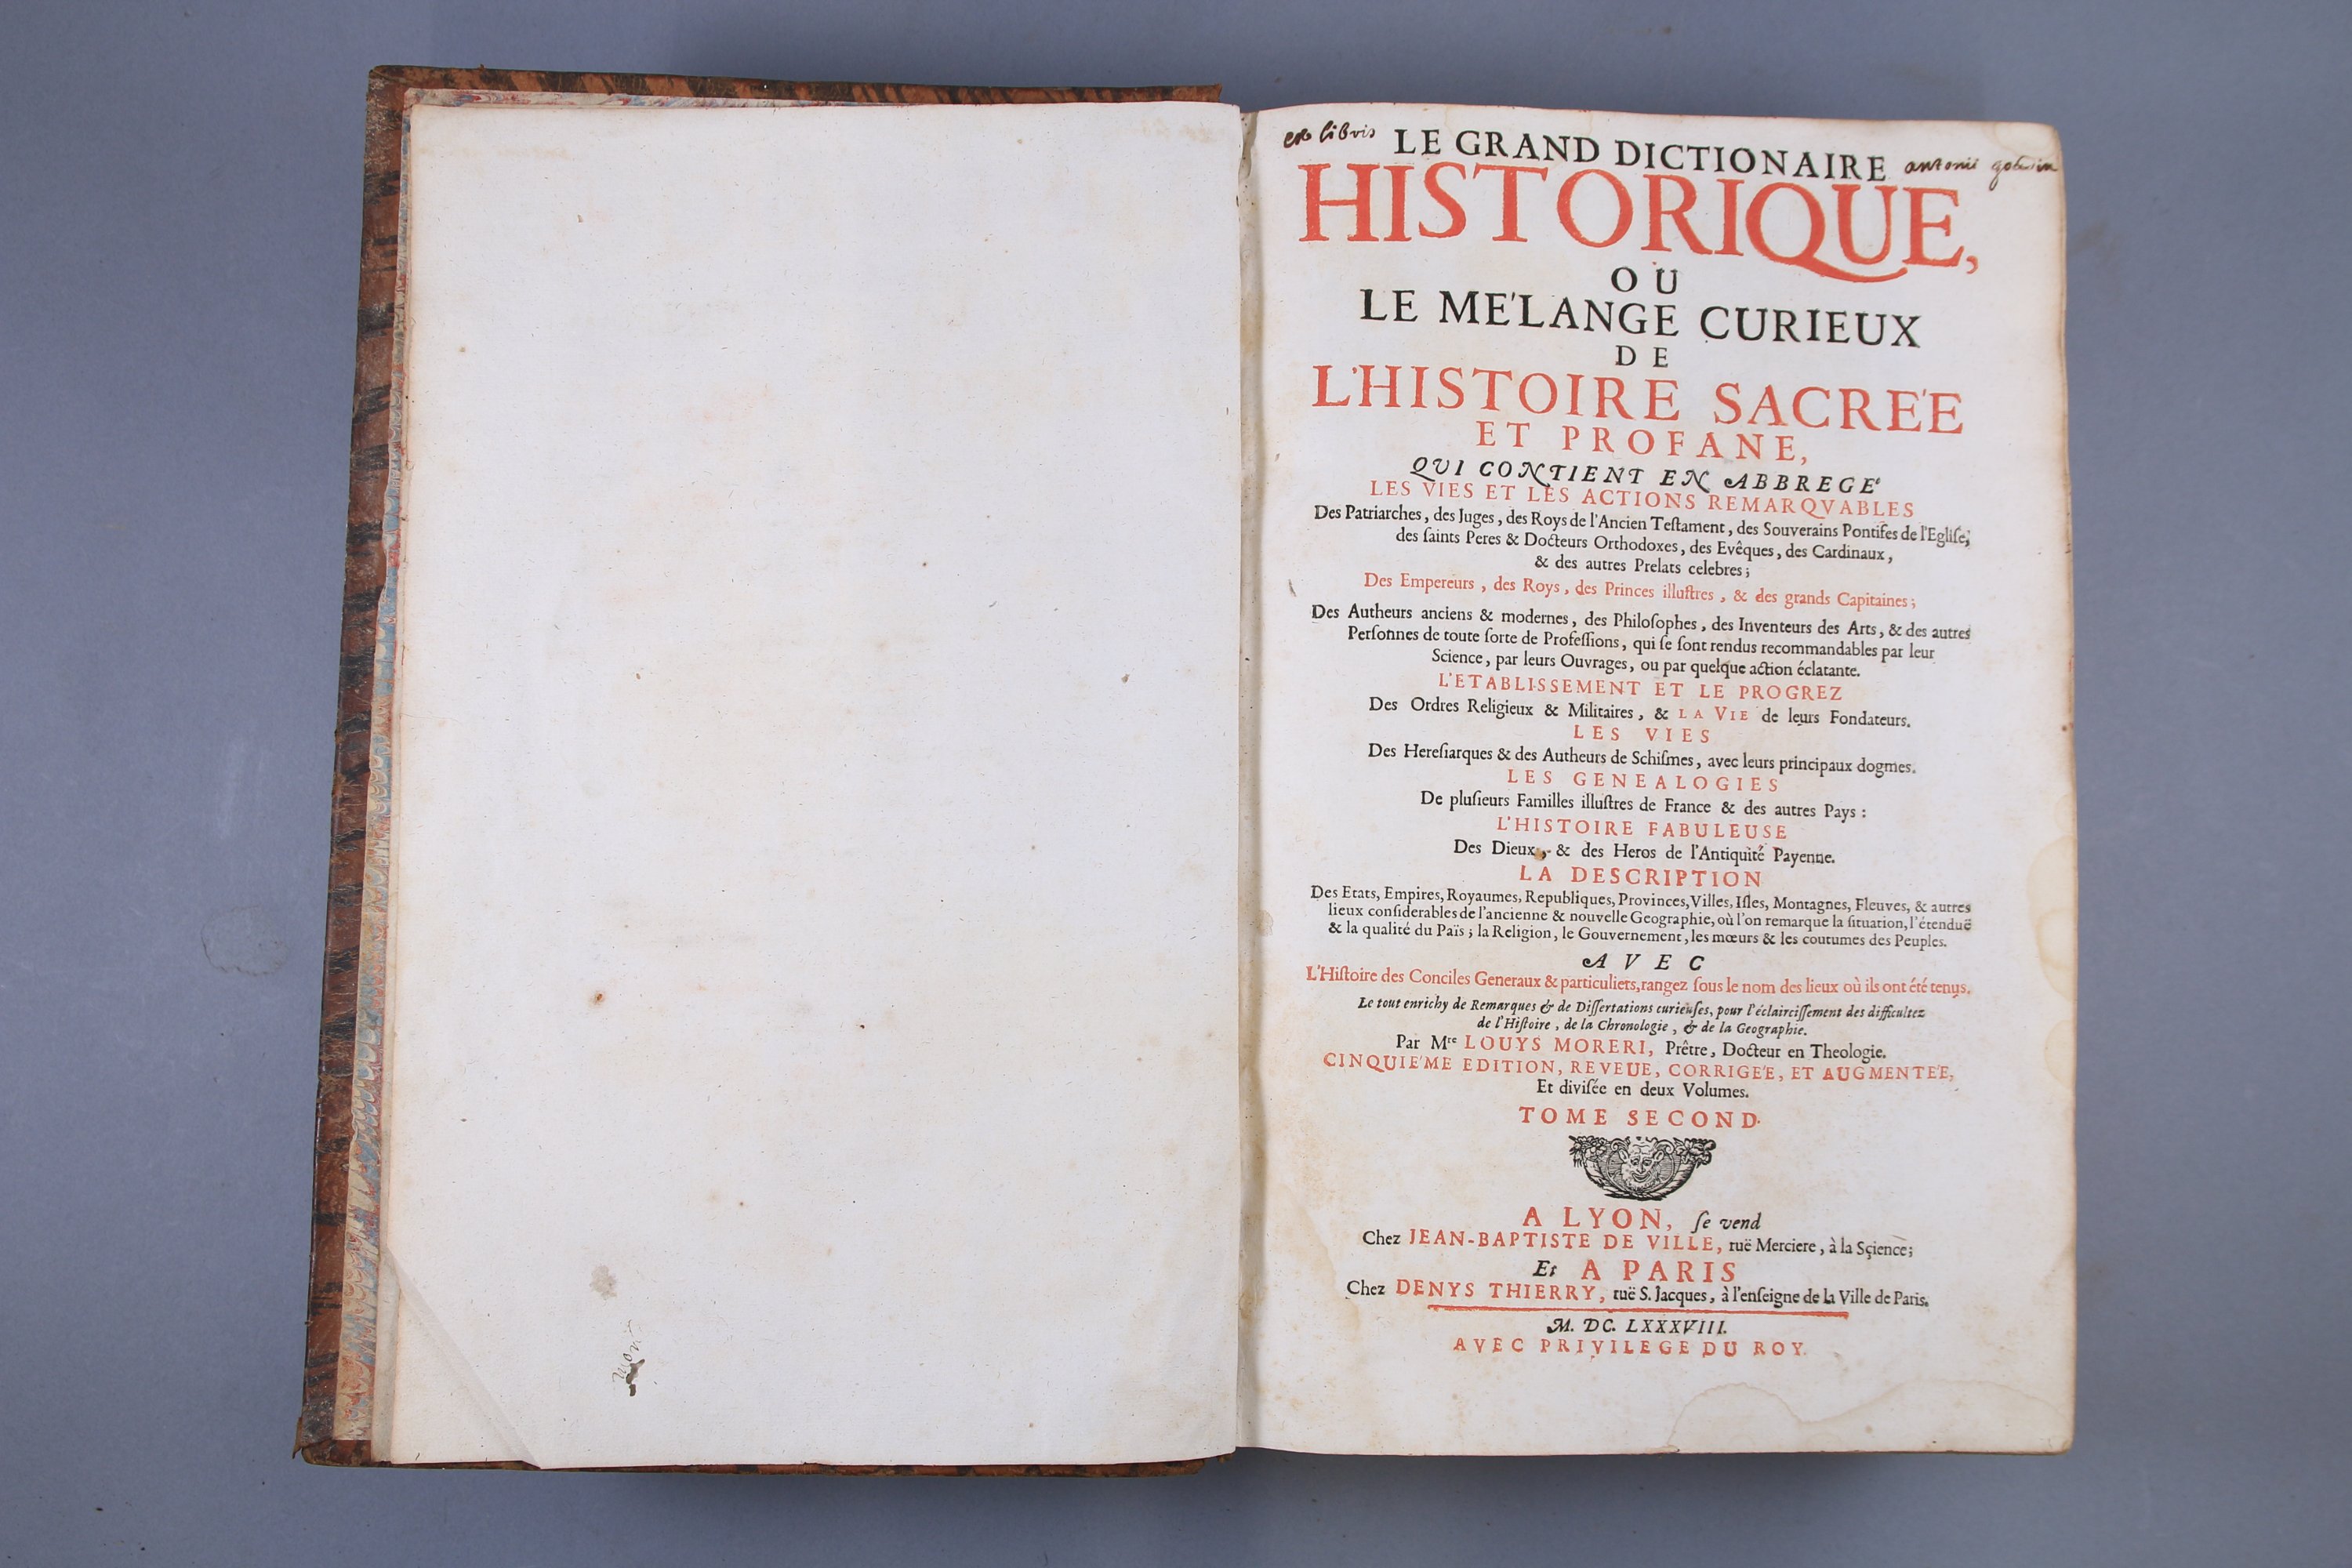 ex libris LE GRAND DICTIONAIRE antonii
HISTORIQUE,
OU
LE ME'LANGE CURIEUX
DE
L'HISTOIRE SACRE'E
ET PROFANE,
QVI CONTIENT EN ABBREGE'
LES VIES ET LES ACTIONS REMARQVABLES
Des Patriarches, des Juges, des Roys de l'Ancien Teſtament, des Souverains Pontifes de l'Egliſe,
des ſaints Peres & Docteurs Orthodoxes, des Evêques, des Cardinaux,
& des autres Prelats celebres;
Des Empereurs, des Roys, des Princes illuſtres, & des grands Capitaines;
Des Autheurs anciens & modernes, des Philoſophes, des Inventeurs des Arts, & des autres
Perſonnes de toute ſorte de Profeſſions, qui ſe ſont rendus recommandables par leur
Science, par leurs Ouvrages, ou par quelque action éclatante.
L'ETABLISSEMENT ET LE PROGREZ
Des Ordres Religieux & Militaires, & LA VIE de leurs Fondateurs.
LES VIES
Des Hereſiarques & des Autheurs de Schiſmes, avec leurs principaux dogmes.
LES GENEALOGIES
De pluſieurs Familles illuſtres de France & des autres Pays:
L'HISTOIRE FABULEUSE
Des Dieux, & des Heros de l'Antiquité Payenne.
LA DESCRIPTION
Des Etats, Empires, Royaumes, Republiques, Provinces, Villes, Iſles, Montagnes, Fleuves, & autres
lieux conſiderables de l'ancienne & nouvelle Geographie, où l'on remarque la ſituation, l'étenduë
& la qualité du Païs; la Religion, le Gouvernement, les mœurs & les coutumes des Peuples.
AVEC
L'Hiſtoire des Conciles Generaux & particuliers, rangez ſous le nom des lieux où ils ont été tenus.
Le tout enrichy de Remarques & de Diſſertations curieuſes, pour l'éclairciſſement des difficultez
de l'Hiſtoire, de la Chronologie, & de la Geographie.
Par Mre LOUYS MORERI, Prêtre, Docteur en Theologie.
CINQUIE'ME EDITION, REVEUE, CORRIGE'E, ET AUGMENTE'E,
Et diviſée en deux Volumes.
TOME SECOND.
A LYON, ſe vend
Chez JEAN-BAPTISTE DE VILLE, ruë Merciere, à la Science;
Et A PARIS
Chez DENYS THIERRY, ruë S. Jacques, à l'enſeigne de la Ville de Paris.
M. DC. LXXXVIII.
AVEC PRIVILEGE DU ROY.